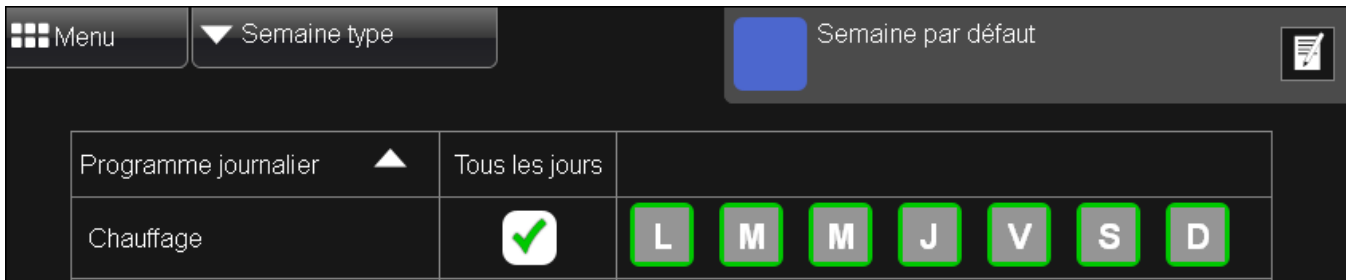 Menu
Semaine type
Semaine par défaut
Programme journalier
Tous les jours
Chauffage
L M M J V S D